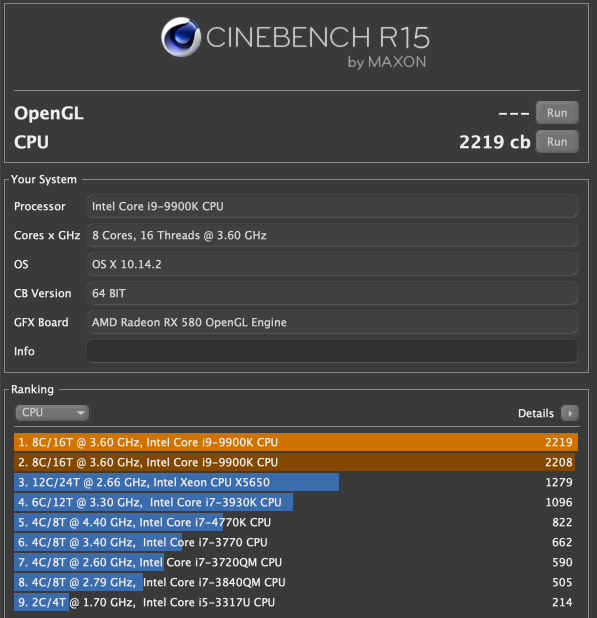 CINEBENCH R15
by MAXON
OpenGL --- Run
CPU 2219 cb Run
Your System
Processor Intel Core i9-9900K CPU
Cores x GHz 8 Cores, 16 Threads @ 3.60 GHz
OS OS X 10.14.2
CB Version 64 BIT
GFX Board AMD Radeon RX 580 OpenGL Engine
Info
Ranking
CPU Details
1. 8C/16T @ 3.60 GHz, Intel Core i9-9900K CPU 2219
2. 8C/16T @ 3.60 GHz, Intel Core i9-9900K CPU 2208
3. 12C/24T @ 2.66 GHz, Intel Xeon CPU X5650 1279
4. 6C/12T @ 3.30 GHz, Intel Core i7-3930K CPU 1096
5. 4C/8T @ 4.40 GHz, Intel Core i7-4770K CPU 822
6. 4C/8T @ 3.40 GHz, Intel Core i7-3770 CPU 662
7. 4C/8T @ 2.60 GHz, Intel Core i7-3720QM CPU 590
8. 4C/8T @ 2.79 GHz, Intel Core i7-3840QM CPU 505
9. 2C/4T @ 1.70 GHz, Intel Core i5-3317U CPU 214